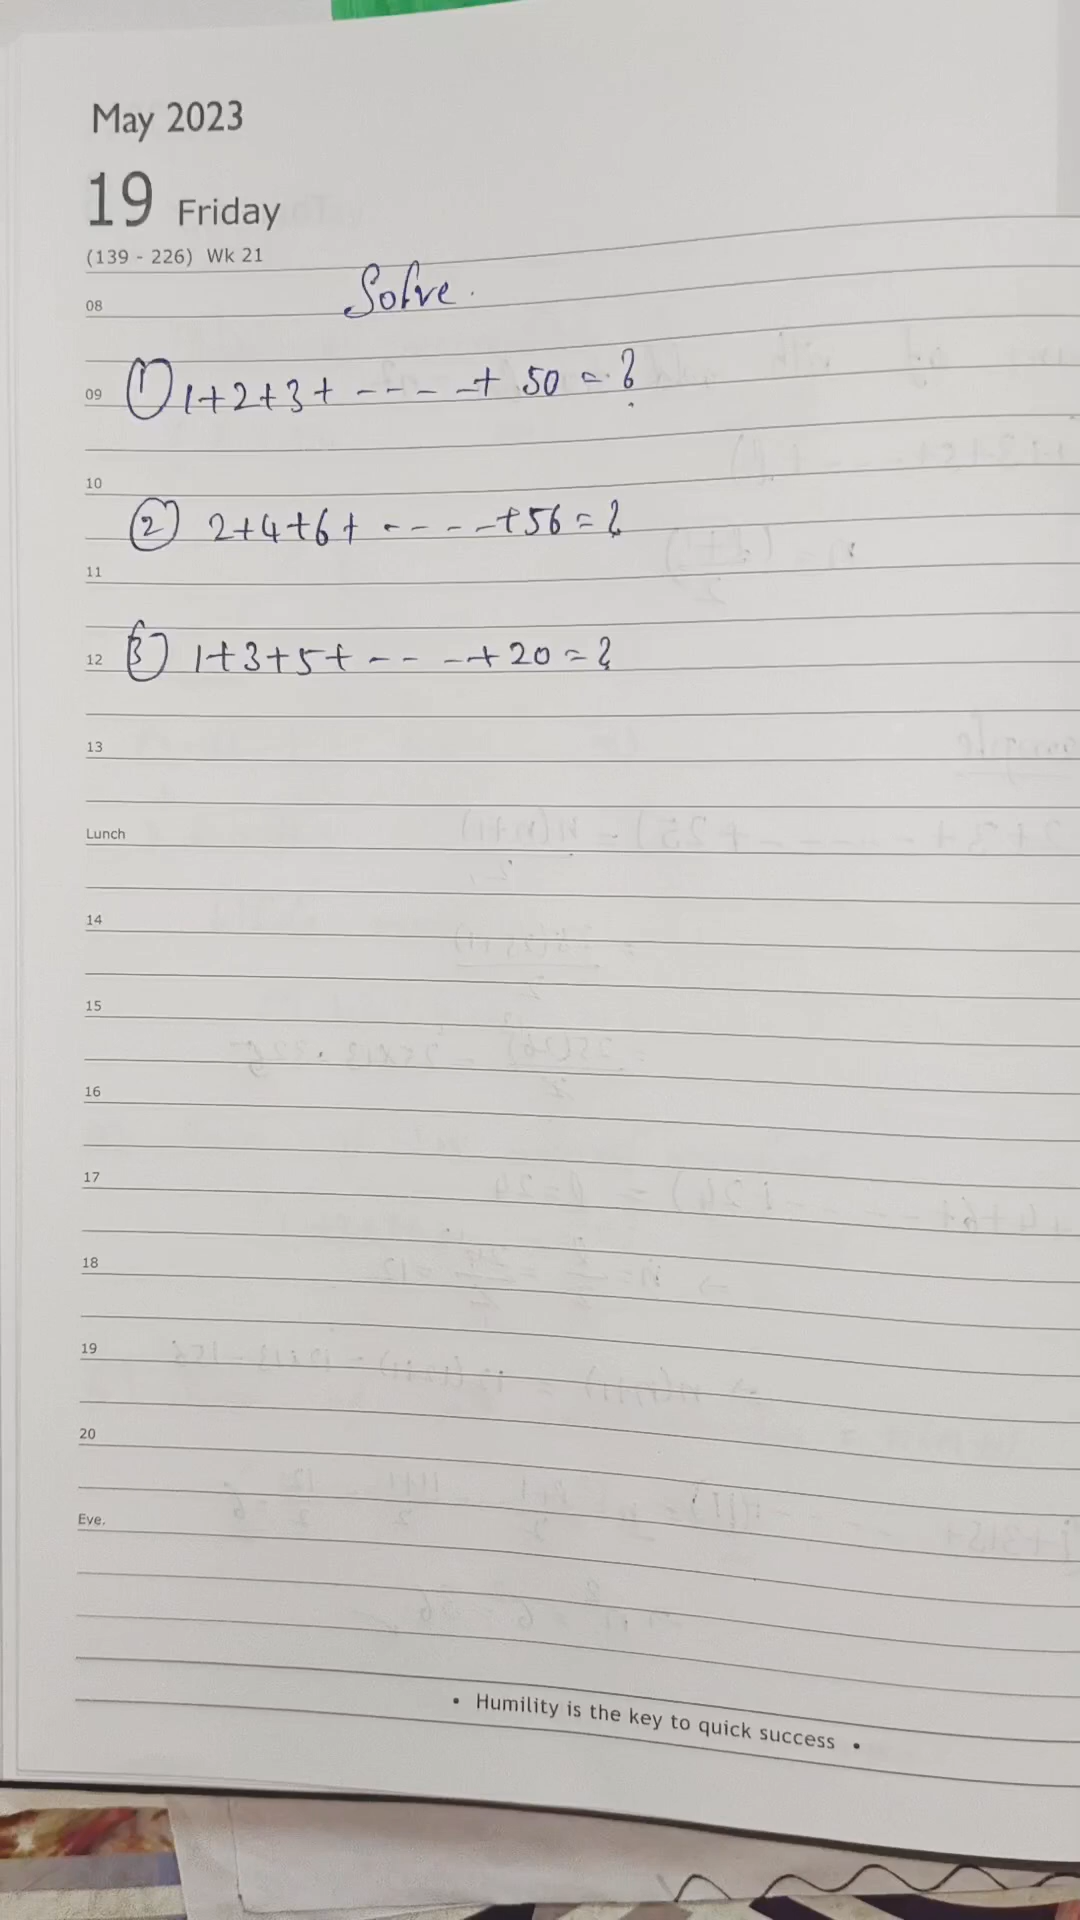 May 2023
19 Friday
(139 - 226) Wk 21
08
Solve.
09 ① 1+2+3+ ---- + 50 = ?
10
② 2+4+6+ ---- +56 = ?
11
12 ③ 1+3+5+ --- + 20 = ?
13
Lunch
14
15
16
17
18
19
20
Eve.
• Humility is the key to quick success •